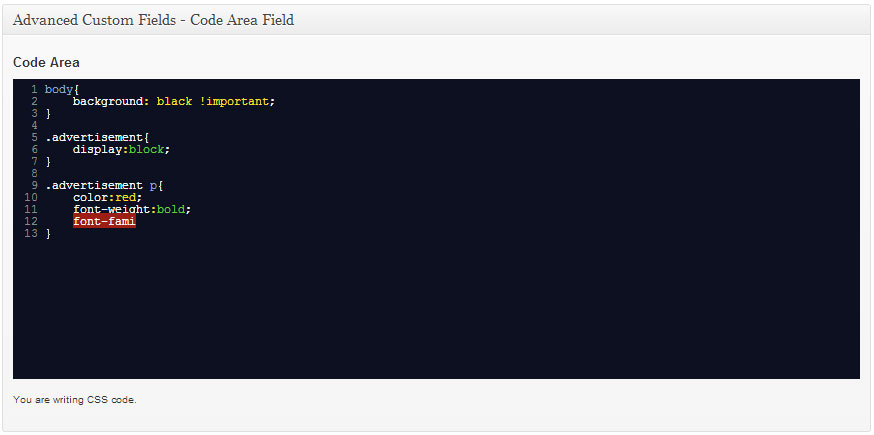 Advanced Custom Fields - Code Area Field
Code Area
1 body{
2     background: black !important;
3 }
4
5 .advertisement{
6     display:block;
7 }
8
9 .advertisement p{
10     color:red;
11     font-weight:bold;
12     font-fami
13 }
You are writing CSS code.